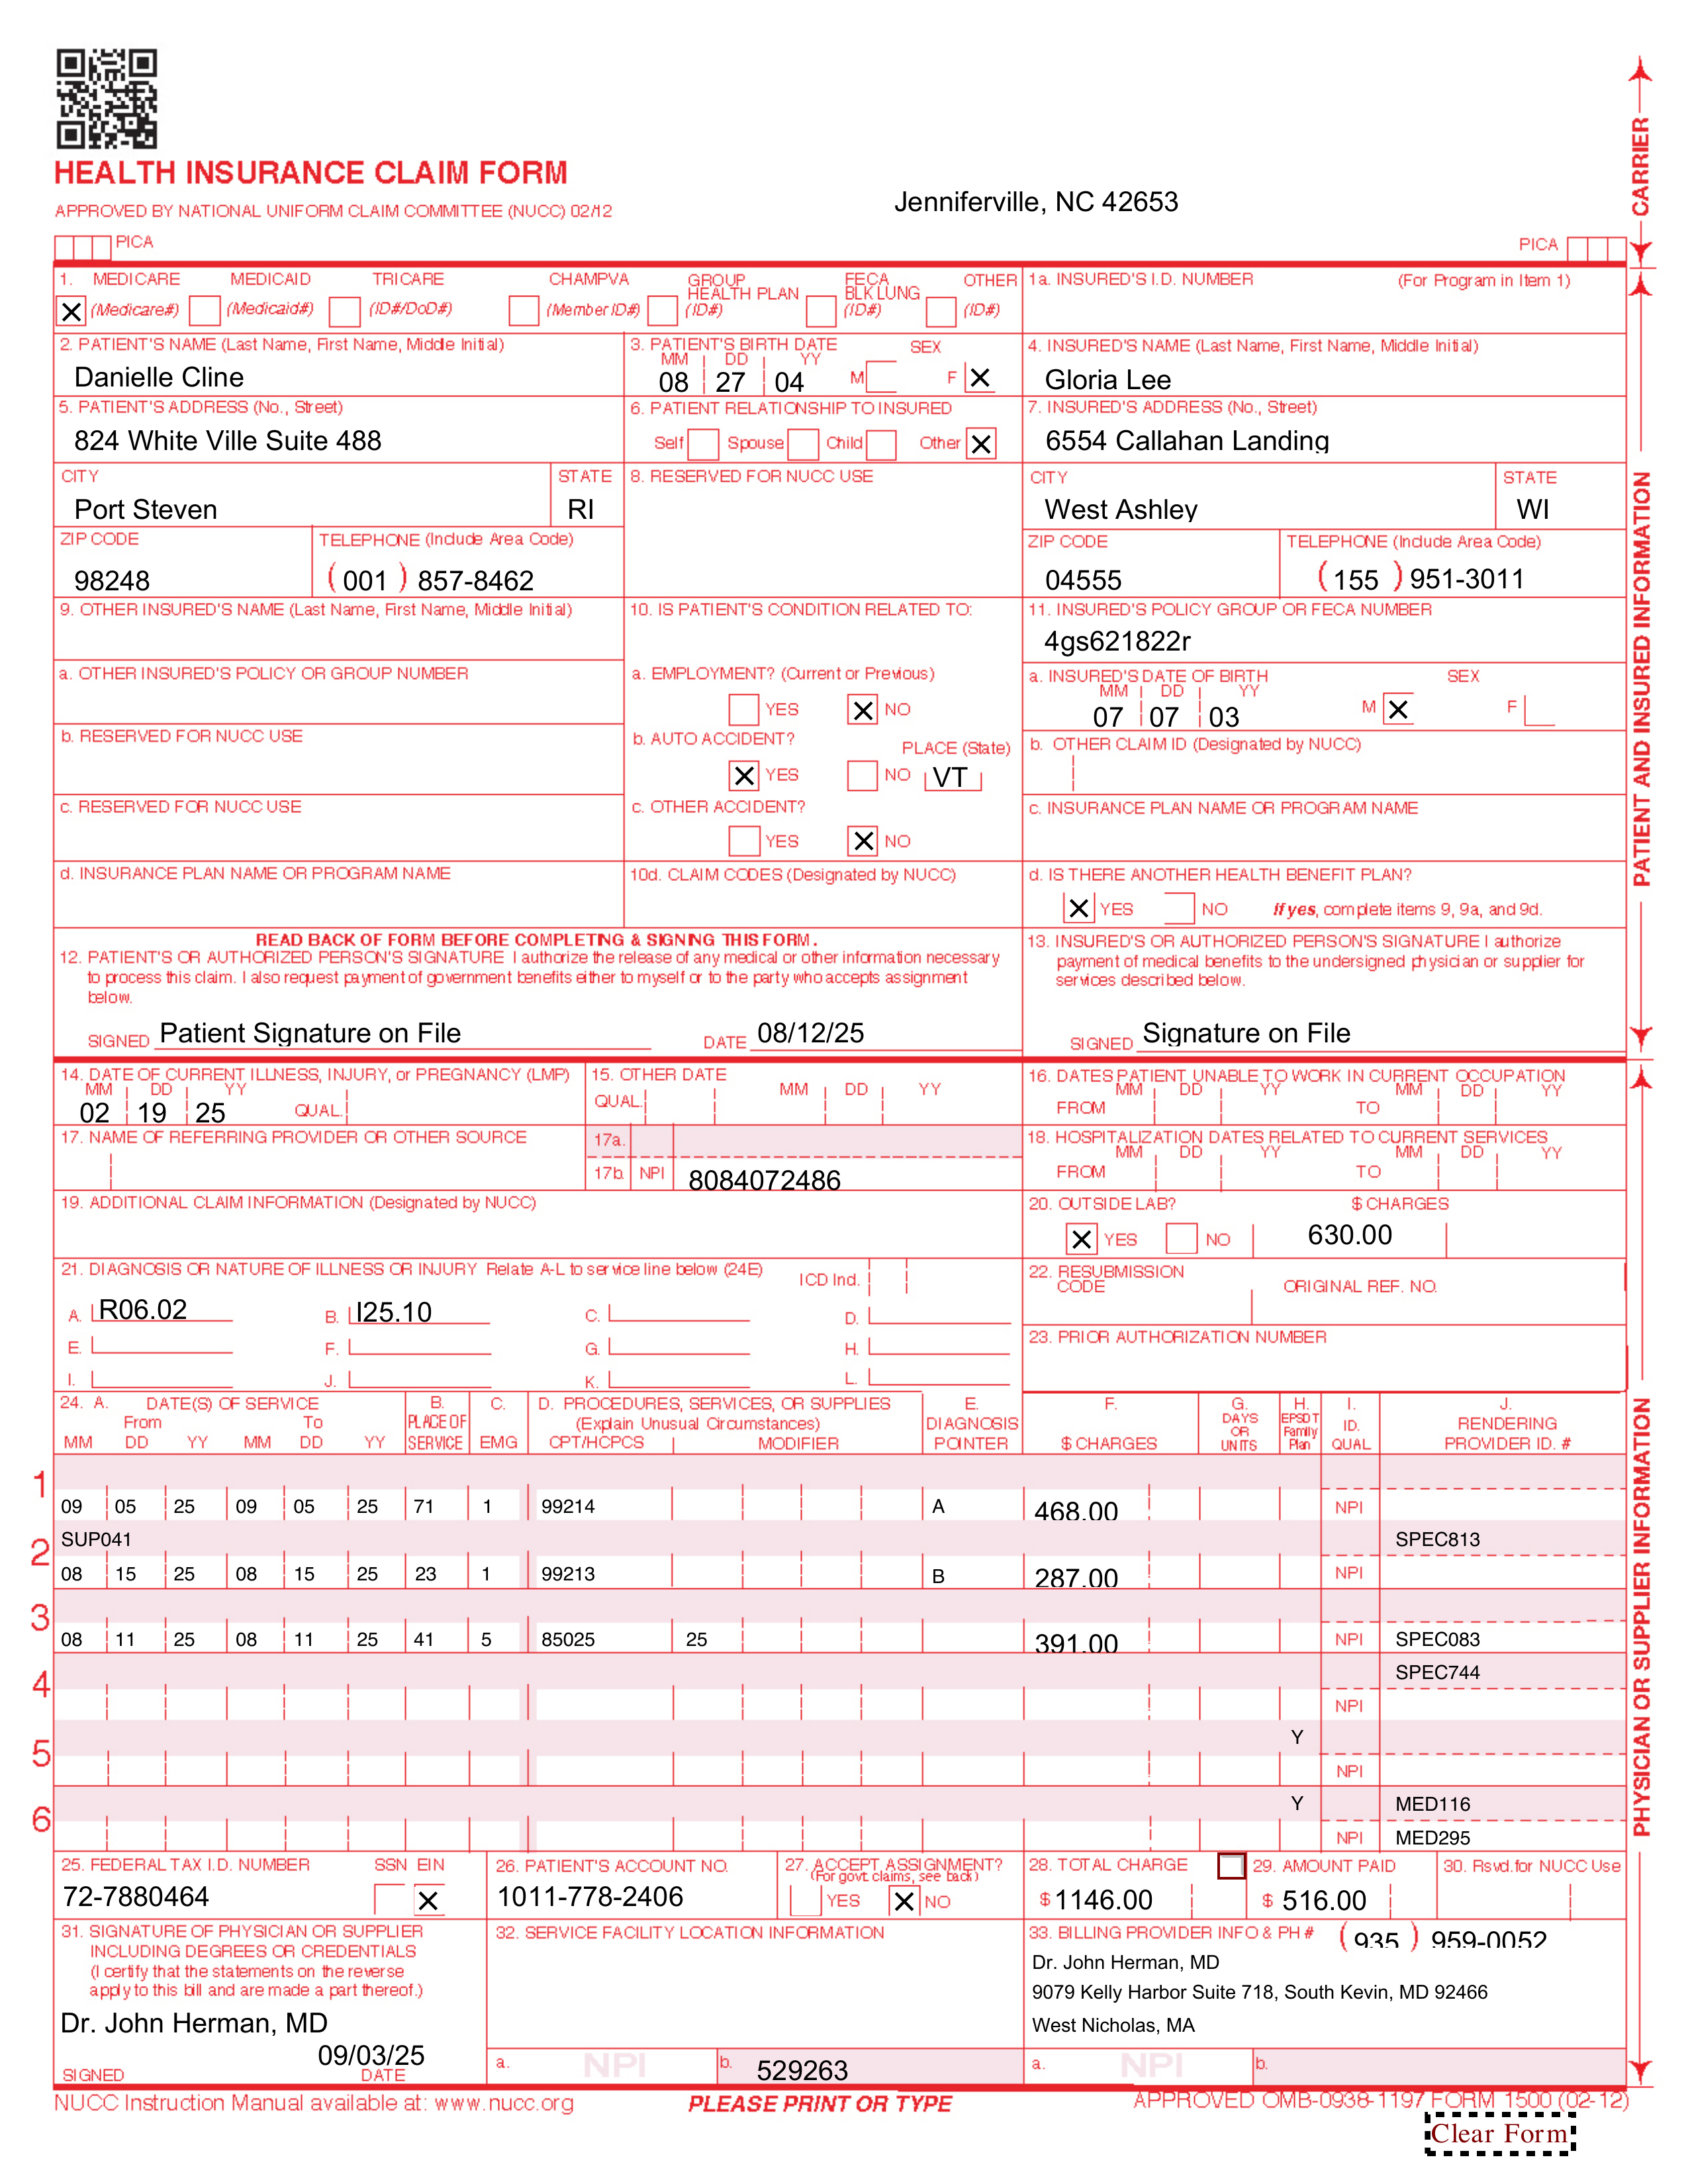 HEALTH INSURANCE CLAIM FORM
APPROVED BY NATIONAL UNIFORM CLAIM COMMITTEE (NUCC) 02/12
Jenniferville, NC 42653
PICA
PICA
CARRIER
1. MEDICARE MEDICAID TRICARE CHAMPVA GROUP HEALTH PLAN FECA BLK LUNG OTHER
X (Medicare#) (Medicaid#) (ID#/DoD#) (Member ID#) (ID#) (ID#) (ID#)
1a. INSURED'S I.D. NUMBER (For Program in Item 1)
2. PATIENT'S NAME (Last Name, First Name, Middle Initial)
Danielle Cline
3. PATIENT'S BIRTH DATE SEX
MM DD YY
08 27 04 M F X
4. INSURED'S NAME (Last Name, First Name, Middle Initial)
Gloria Lee
5. PATIENT'S ADDRESS (No., Street)
824 White Ville Suite 488
6. PATIENT RELATIONSHIP TO INSURED
Self Spouse Child Other X
7. INSURED'S ADDRESS (No., Street)
6554 Callahan Landing
CITY STATE
Port Steven RI
8. RESERVED FOR NUCC USE
CITY STATE
West Ashley WI
ZIP CODE TELEPHONE (Include Area Code)
98248 (001) 857-8462
ZIP CODE TELEPHONE (Include Area Code)
04555 (155) 951-3011
9. OTHER INSURED'S NAME (Last Name, First Name, Middle Initial)
10. IS PATIENT'S CONDITION RELATED TO:
11. INSURED'S POLICY GROUP OR FECA NUMBER
4gs621822r
a. OTHER INSURED'S POLICY OR GROUP NUMBER
a. EMPLOYMENT? (Current or Previous)
YES X NO
a. INSURED'S DATE OF BIRTH SEX
MM DD YY
07 07 03 M X F
b. RESERVED FOR NUCC USE
b. AUTO ACCIDENT? PLACE (State)
X YES NO VT
b. OTHER CLAIM ID (Designated by NUCC)
c. RESERVED FOR NUCC USE
c. OTHER ACCIDENT?
YES X NO
c. INSURANCE PLAN NAME OR PROGRAM NAME
d. INSURANCE PLAN NAME OR PROGRAM NAME
10d. CLAIM CODES (Designated by NUCC)
d. IS THERE ANOTHER HEALTH BENEFIT PLAN?
X YES NO If yes, complete items 9, 9a, and 9d.
PATIENT AND INSURED INFORMATION
READ BACK OF FORM BEFORE COMPLETING & SIGNING THIS FORM.
12. PATIENT'S OR AUTHORIZED PERSON'S SIGNATURE I authorize the release of any medical or other information necessary
to process this claim. I also request payment of government benefits either to myself or to the party who accepts assignment
below.
SIGNED Patient Signature on File DATE 08/12/25
13. INSURED'S OR AUTHORIZED PERSON'S SIGNATURE I authorize
payment of medical benefits to the undersigned physician or supplier for
services described below.
SIGNED Signature on File
14. DATE OF CURRENT ILLNESS, INJURY, or PREGNANCY (LMP)
MM DD YY
02 19 25 QUAL.
15. OTHER DATE
QUAL. MM DD YY
16. DATES PATIENT UNABLE TO WORK IN CURRENT OCCUPATION
MM DD YY MM DD YY
FROM TO
17. NAME OF REFERRING PROVIDER OR OTHER SOURCE
17a.
17b. NPI 8084072486
18. HOSPITALIZATION DATES RELATED TO CURRENT SERVICES
MM DD YY MM DD YY
FROM TO
19. ADDITIONAL CLAIM INFORMATION (Designated by NUCC)
20. OUTSIDE LAB? $ CHARGES
X YES NO 630.00
21. DIAGNOSIS OR NATURE OF ILLNESS OR INJURY Relate A-L to service line below (24E) ICD Ind.
A. R06.02 B. I25.10 C. D.
E. F. G. H.
I. J. K. L.
22. RESUBMISSION CODE ORIGINAL REF. NO.
23. PRIOR AUTHORIZATION NUMBER
24. A. DATE(S) OF SERVICE B. C. D. PROCEDURES, SERVICES, OR SUPPLIES E. F. G. H. I. J.
From To PLACE OF (Explain Unusual Circumstances) DIAGNOSIS DAYS OR EPSDT Family ID. RENDERING
MM DD YY MM DD YY SERVICE EMG CPT/HCPCS MODIFIER POINTER $ CHARGES UNITS Plan QUAL. PROVIDER ID. #
1
09 05 25 09 05 25 71 1 99214 A 468.00 NPI
SUP041 SPEC813
2
08 15 25 08 15 25 23 1 99213 B 287.00 NPI
3
08 11 25 08 11 25 41 5 85025 25 391.00 NPI SPEC083
SPEC744
4
NPI
Y
5
NPI
Y MED116
6
NPI MED295
25. FEDERAL TAX I.D. NUMBER SSN EIN
72-7880464 X
26. PATIENT'S ACCOUNT NO.
1011-778-2406
27. ACCEPT ASSIGNMENT?
(For govt. claims, see back)
YES X NO
28. TOTAL CHARGE
$ 1146.00
29. AMOUNT PAID
$ 516.00
30. Rsvd. for NUCC Use
31. SIGNATURE OF PHYSICIAN OR SUPPLIER
INCLUDING DEGREES OR CREDENTIALS
(I certify that the statements on the reverse
apply to this bill and are made a part thereof.)
Dr. John Herman, MD
09/03/25
SIGNED DATE
32. SERVICE FACILITY LOCATION INFORMATION
a. NPI b. 529263
33. BILLING PROVIDER INFO & PH # (935) 959-0052
Dr. John Herman, MD
9079 Kelly Harbor Suite 718, South Kevin, MD 92466
West Nicholas, MA
a. NPI b.
PHYSICIAN OR SUPPLIER INFORMATION
NUCC Instruction Manual available at: www.nucc.org
PLEASE PRINT OR TYPE
APPROVED OMB-0938-1197 FORM 1500 (02-12)
Clear Form